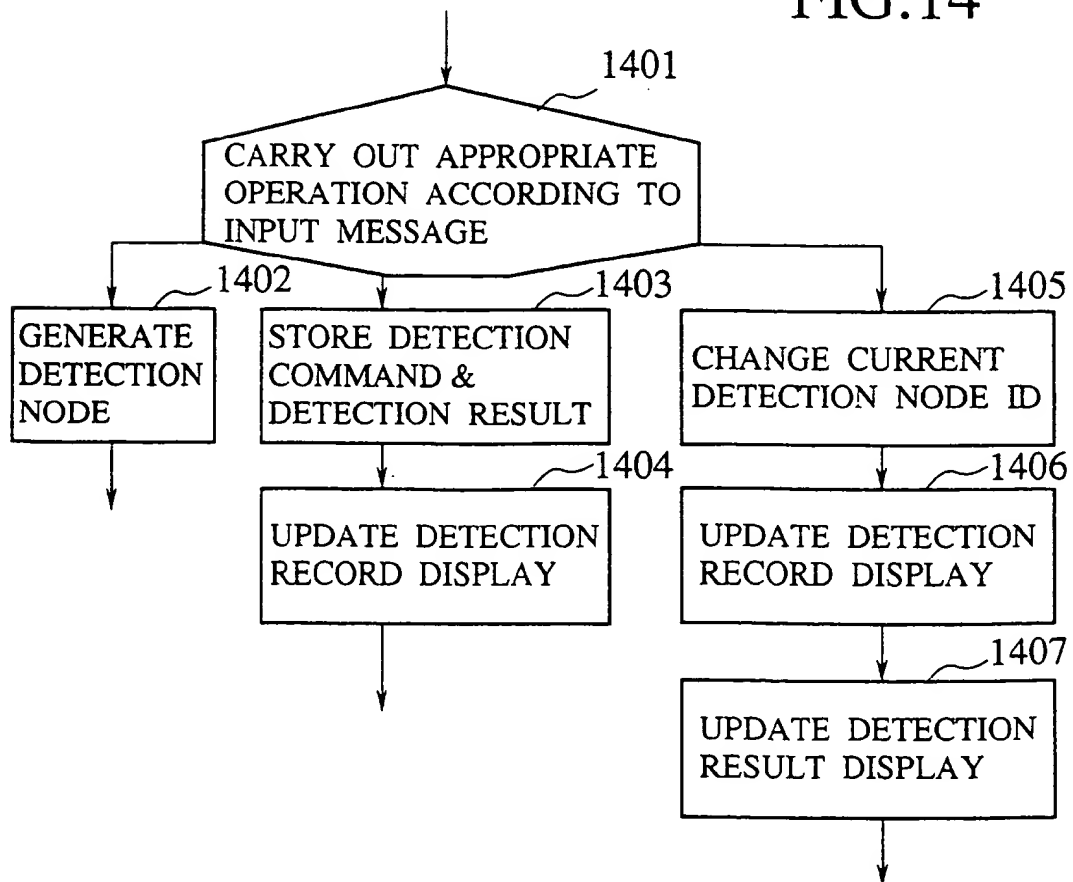 FIG.14
1401
CARRY OUT APPROPRIATE
OPERATION ACCORDING TO
INPUT MESSAGE
1402
GENERATE
DETECTION
NODE
1403
STORE DETECTION
COMMAND &
DETECTION RESULT
1404
UPDATE DETECTION
RECORD DISPLAY
1405
CHANGE CURRENT
DETECTION NODE ID
1406
UPDATE DETECTION
RECORD DISPLAY
1407
UPDATE DETECTION
RESULT DISPLAY